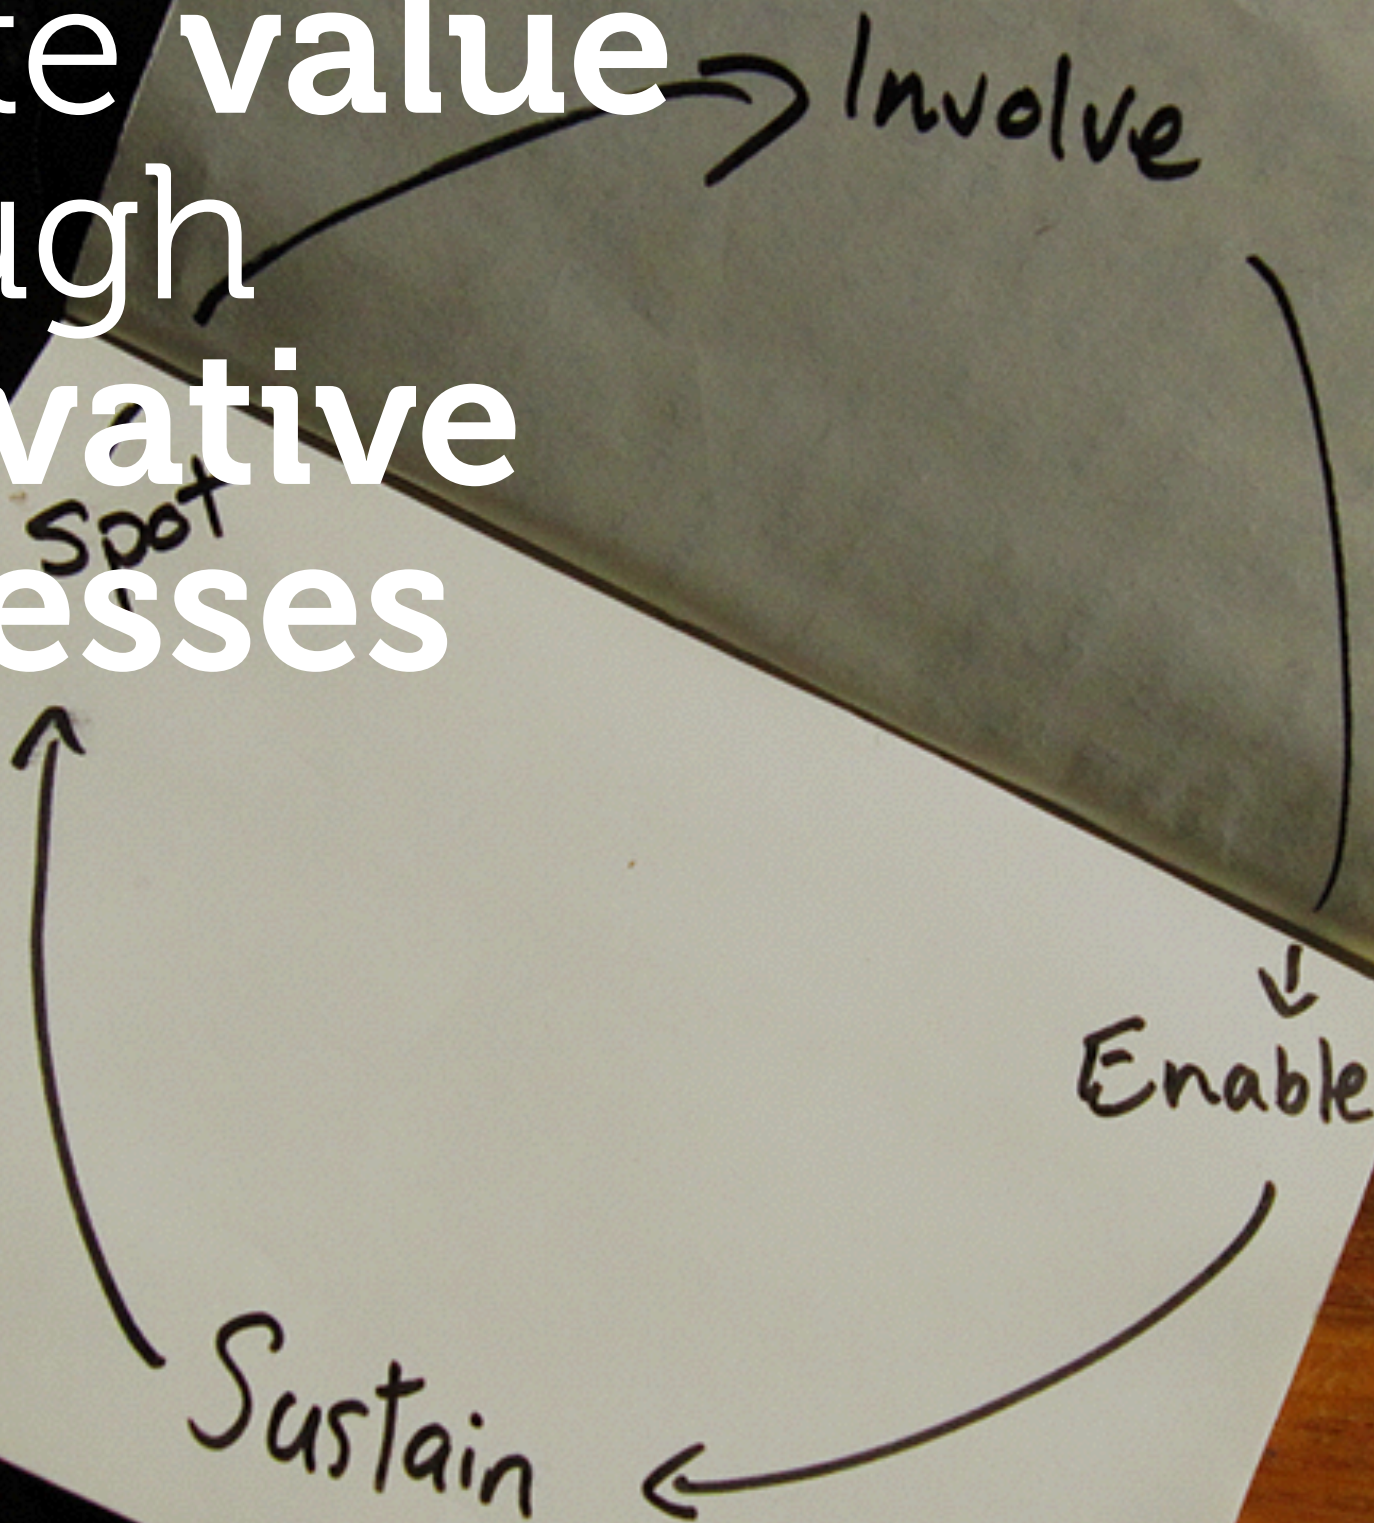 te value
Involve
ugh
vative
Spot
esses
Enable
Sustain